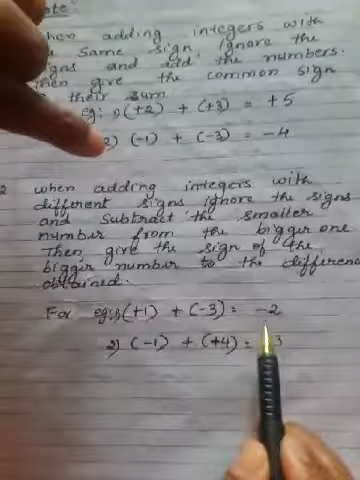 Note:
When adding integers with
same sign, ignore the
signs and add the numbers.
Then give the common sign
their sum
eg: 1) (+2) + (+3) = +5
2) (-1) + (-3) = -4
2 when adding integers with
different signs ignore the signs
and subtract the smaller
number from the bigger one
Then give the sign of the
biggir number to the difference
obtained.
For eg: 1) (+1) + (-3) = -2
2) (-1) + (+4) = 3